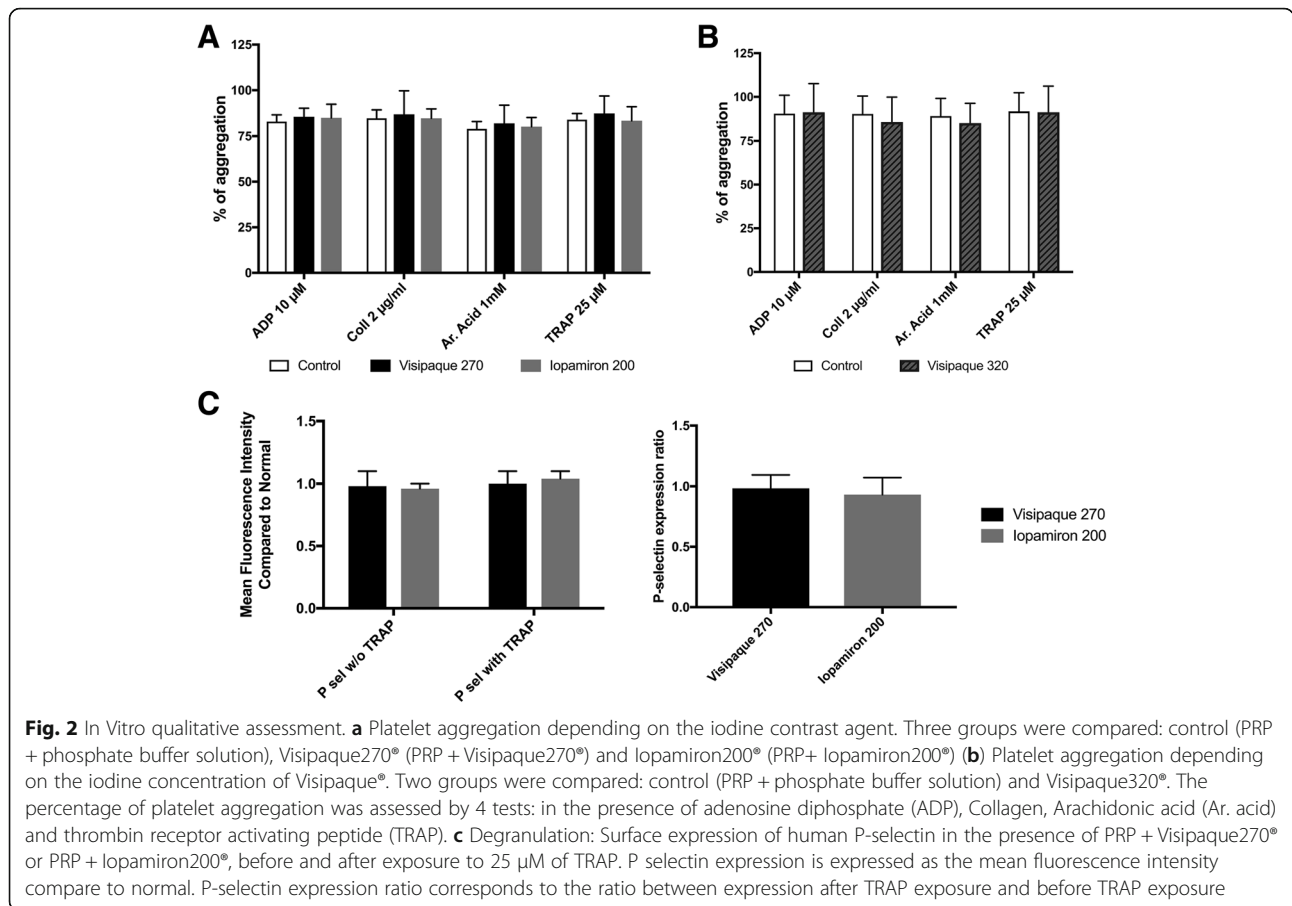 A
125
100
75
50
25
0
% of aggregation
ADP 10 µM
Coll 2 µg/ml
Ar. Acid 1mM
TRAP 25 µM
Control
Visipaque 270
Iopamiron 200
B
125
100
75
50
25
0
% of aggregation
ADP 10 µM
Coll 2 µg/ml
Ar. Acid 1mM
TRAP 25 µM
Control
Visipaque 320
C
Mean Fluorescence Intensity
Compared to Normal
1.5
1.0
0.5
0.0
P sel w/o TRAP
P sel with TRAP
P-selectin expression ratio
1.5
1.0
0.5
0.0
Visipaque 270
Iopamiron 200
Visipaque 270
Iopamiron 200
Fig. 2 In Vitro qualitative assessment. a Platelet aggregation depending on the iodine contrast agent. Three groups were compared: control (PRP
+ phosphate buffer solution), Visipaque270® (PRP + Visipaque270®) and Iopamiron200® (PRP+ Iopamiron200®) (b) Platelet aggregation depending
on the iodine concentration of Visipaque®. Two groups were compared: control (PRP + phosphate buffer solution) and Visipaque320®. The
percentage of platelet aggregation was assessed by 4 tests: in the presence of adenosine diphosphate (ADP), Collagen, Arachidonic acid (Ar. acid)
and thrombin receptor activating peptide (TRAP). c Degranulation: Surface expression of human P-selectin in the presence of PRP + Visipaque270®
or PRP + Iopamiron200®, before and after exposure to 25 µM of TRAP. P selectin expression is expressed as the mean fluorescence intensity
compare to normal. P-selectin expression ratio corresponds to the ratio between expression after TRAP exposure and before TRAP exposure